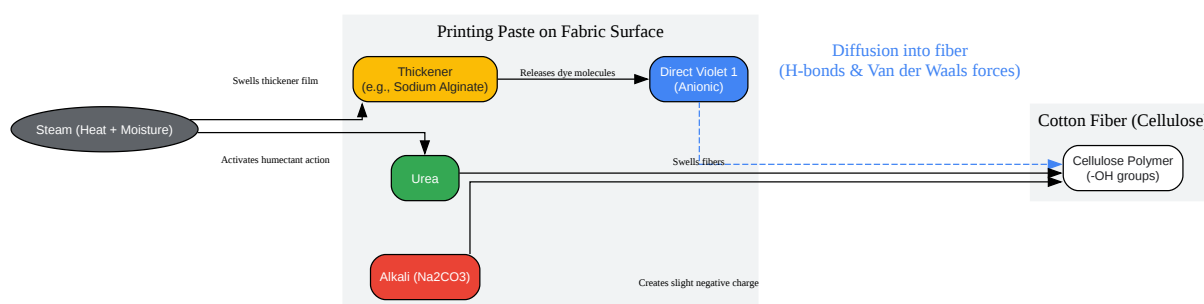 Printing Paste on Fabric Surface
Diffusion into fiber
(H-bonds & Van der Waals forces)
Swells thickener film
Thickener
(e.g., Sodium Alginate)
Releases dye molecules
Direct Violet 1
(Anionic)
Steam (Heat + Moisture)
Cotton Fiber (Cellulose
Activates humectant action
Swells fibers
Cellulose Polymer
(-OH groups)
Urea
Alkali (Na2CO3)
Creates slight negative charge